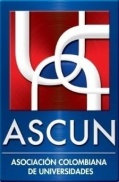 ASCUN
ASOCIACIÓN COLOMBIANA
DE UNIVERSIDADES